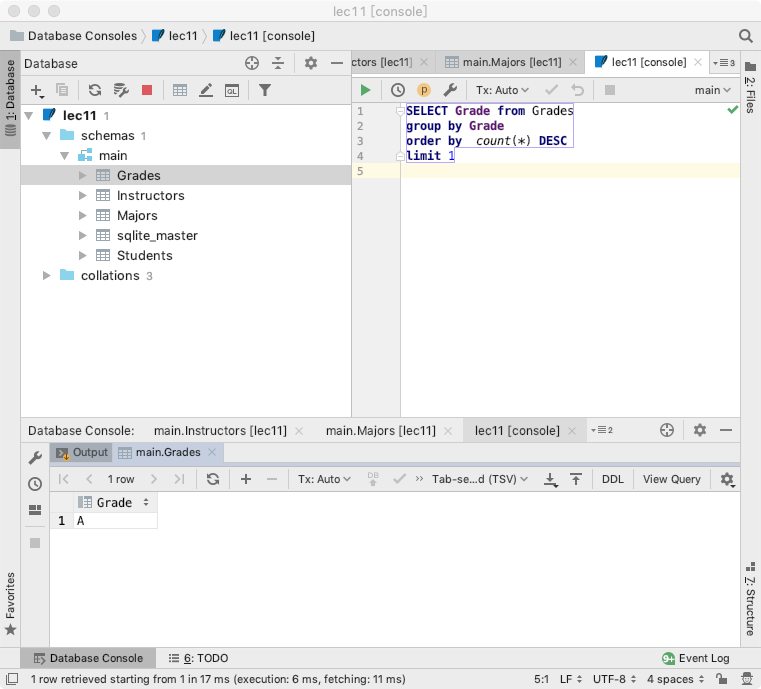 lec11 [console]
Database Consoles lec11 lec11 [console]
1: Database
Database
ctors [lec11] main.Majors [lec11] lec11 [console] 3
2: Files
Tx: Auto main
lec11 1
schemas 1
main
Grades
Instructors
Majors
sqlite_master
Students
collations 3
1 SELECT Grade from Grades
2 group by Grade
3 order by count(*) DESC
4 limit 1
5
Database Console: main.Instructors [lec11] main.Majors [lec11] lec11 [console] 2
Output main.Grades
1 row Tx: Auto DB Tab-se...d (TSV) DDL View Query
Grade
1 A
Favorites
7: Structure
Database Console 6: TODO 9+ Event Log
1 row retrieved starting from 1 in 17 ms (execution: 6 ms, fetching: 11 ms) 5:1 LF UTF-8 4 spaces